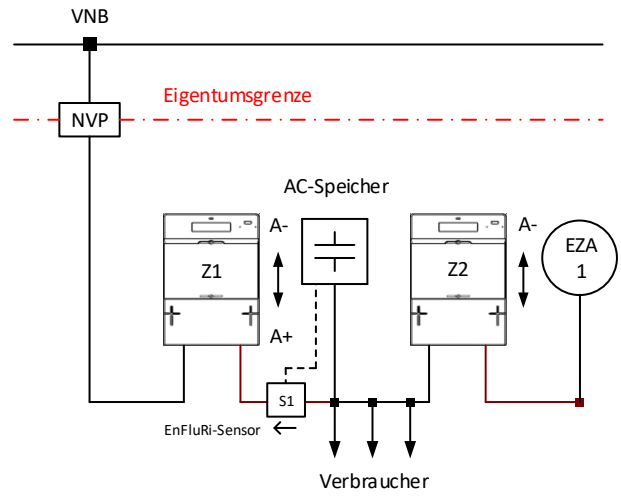 VNB
Eigentumsgrenze
NVP
AC-Speicher
A-
A-
Z1
Z2
EZA
1
A+
S1
EnFluRi-Sensor
Verbraucher